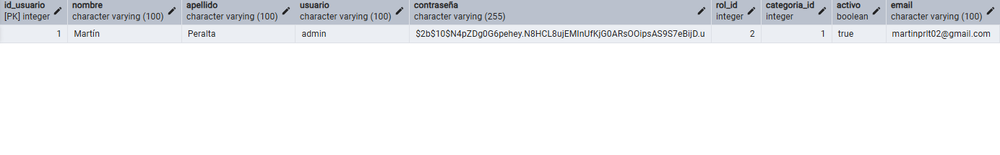 id_usuario nombre apellido usuario contraseña rol_id categoria_id activo email
[PK] integer character varying (100) character varying (100) character varying (100) character varying (255) integer integer boolean character varying (100)
1 Martín Peralta admin $2b$10$N4pZDg0G6pehey.N8HCL8ujEMInUfKjG0ARsOOipsAS9S7eBijD.u 2 1 true martinprlt02@gmail.com